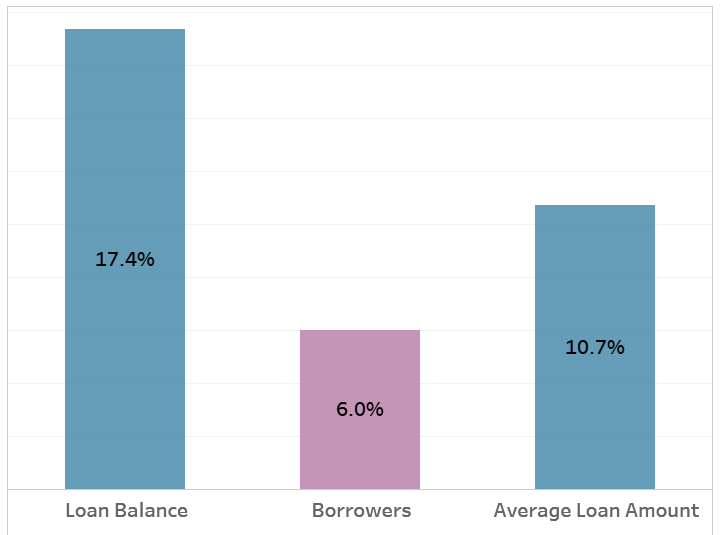 17.4%
10.7%
6.0%
Loan Balance
Borrowers
Average Loan Amount